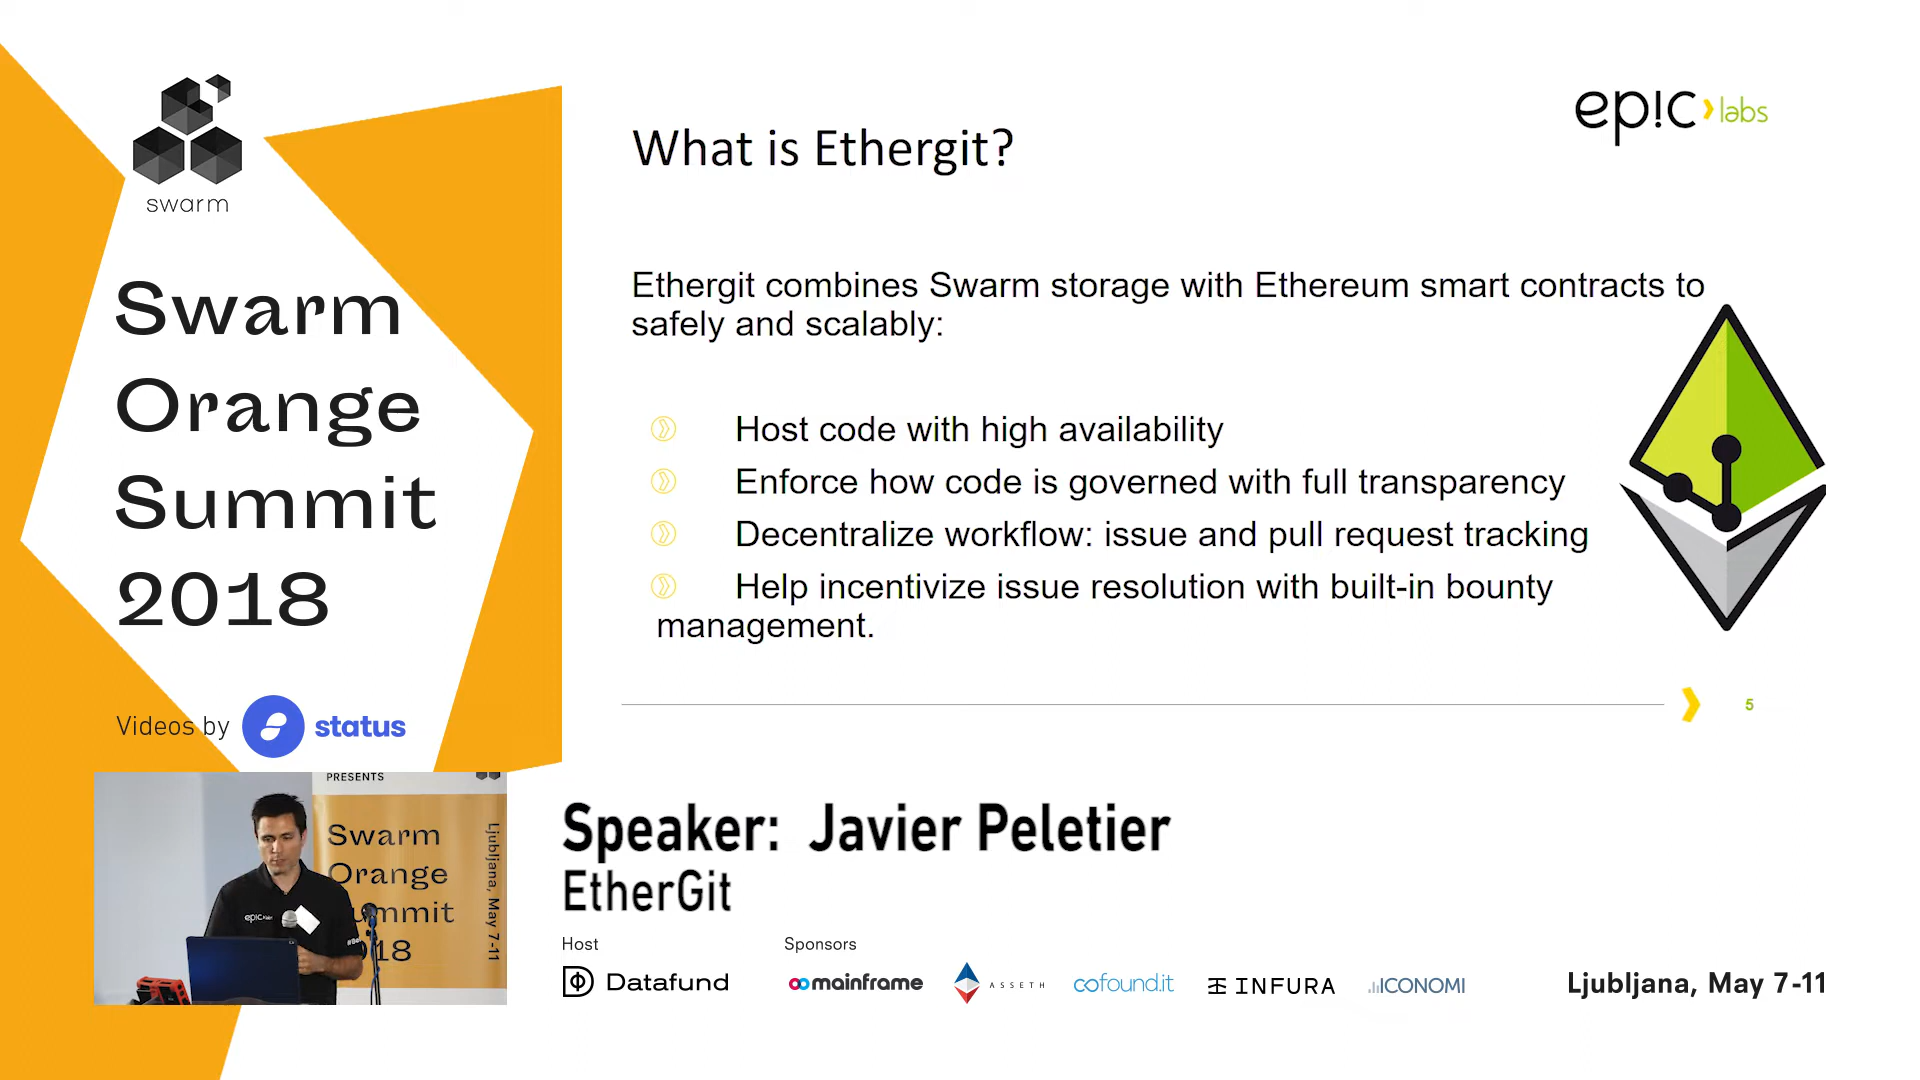 swarm
Swarm
Orange
Summit
2018
Videos by status
PRESENTS
Swarm
Orange
Summit
2018
Ljubljana, May 7-11
epic labs
What is Ethergit?
ep!c labs
Ethergit combines Swarm storage with Ethereum smart contracts to
safely and scalably:
Host code with high availability
Enforce how code is governed with full transparency
Decentralize workflow: issue and pull request tracking
Help incentivize issue resolution with built-in bounty
management.
5
Speaker: Javier Peletier
EtherGit
Host
Sponsors
Datafund
mainframe
ASSETH
cofound.it
INFURA
ICONOMI
Ljubljana, May 7-11